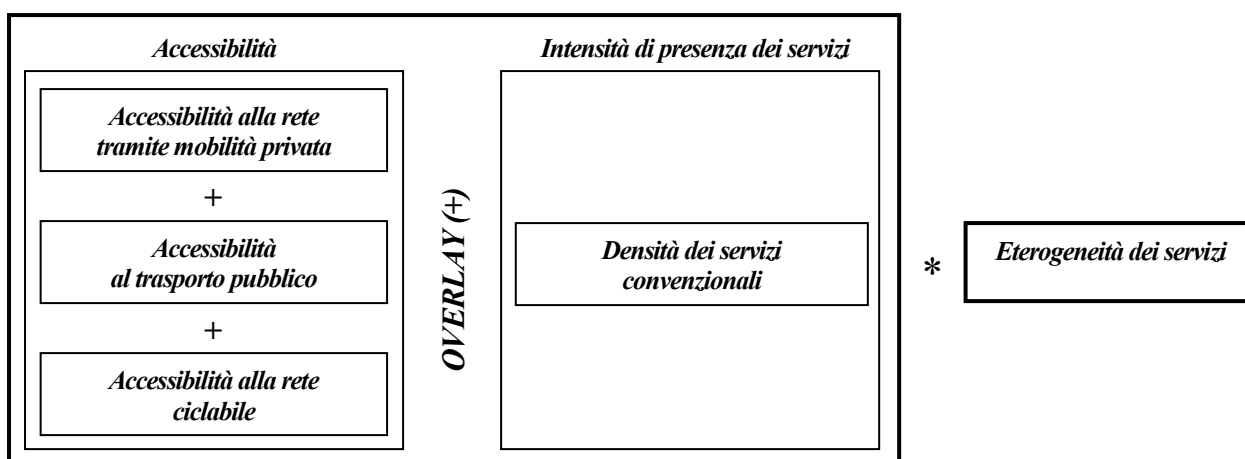 Accessibilità
Accessibilità alla rete
tramite mobilità privata
+
Accessibilità
al trasporto pubblico
+
Accessibilità alla rete
ciclabile
OVERLAY (+)
Intensità di presenza dei servizi
Densità dei servizi
convenzionali
*
Eterogeneità dei servizi